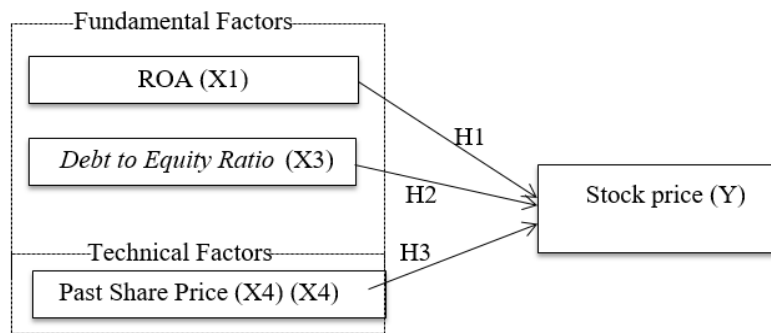 Fundamental Factors
ROA (X1)
H1
Debt to Equity Ratio (X3)
H2
Stock price (Y)
Technical Factors
H3
Past Share Price (X4) (X4)